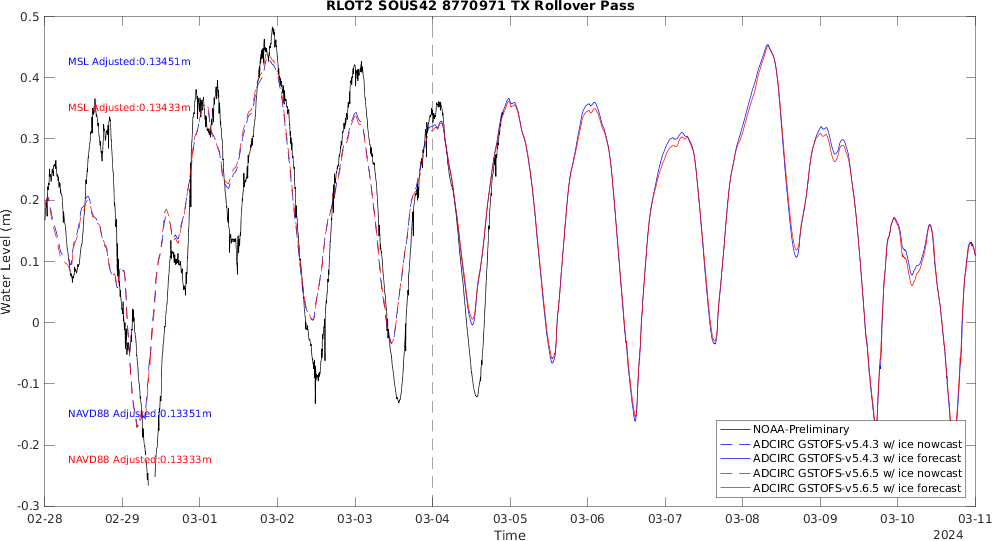 RLOT2 SOUS42 8770971 TX Rollover Pass
0.5
0.4
0.3
0.2
0.1
0
-0.1
-0.2
-0.3
Water Level (m)
MSL Adjusted:0.13451m
MSL Adjusted:0.13433m
NAVD88 Adjusted:0.13351m
NAVD88 Adjusted:0.13333m
NOAA-Preliminary
ADCIRC GSTOFS-v5.4.3 w/ ice nowcast
ADCIRC GSTOFS-v5.4.3 w/ ice forecast
ADCIRC GSTOFS-v5.6.5 w/ ice nowcast
ADCIRC GSTOFS-v5.6.5 w/ ice forecast
02-28 02-29 03-01 03-02 03-03 03-04 03-05 03-06 03-07 03-08 03-09 03-10 03-11
Time
2024